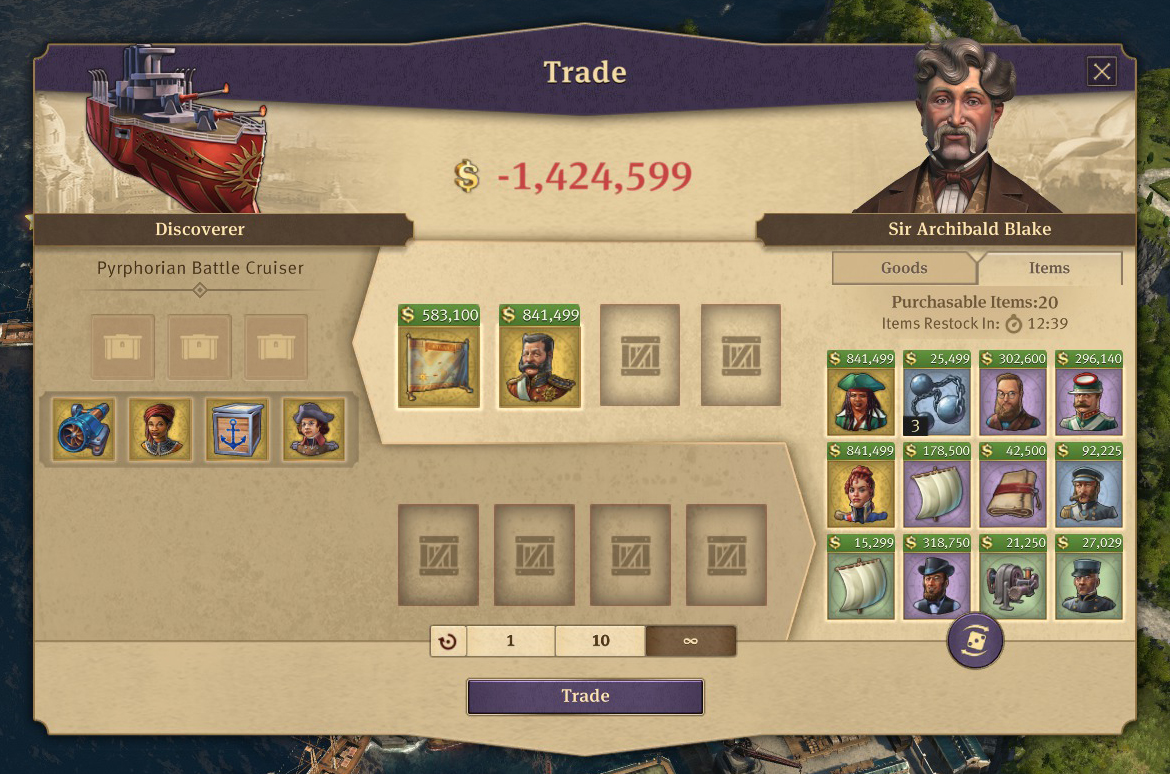 Trade
$ -1,424,599
Discoverer
Sir Archibald Blake
Pyrphorian Battle Cruiser
Goods
Items
Purchasable Items:20
Items Restock In: 12:39
$ 583,100
$ 841,499
$ 841,499
$ 25,499
$ 302,600
$ 296,140
3
$ 841,499
$ 178,500
$ 42,500
$ 92,225
$ 15,299
$ 318,750
$ 21,250
$ 27,029
1
10
∞
Trade